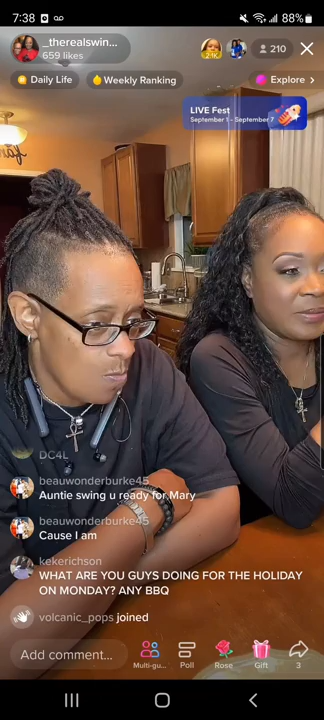 7:38
88%
_therealswin...
659 likes
2.1K
210
Daily Life
Weekly Ranking
Explore >
LIVE Fest
September 1 - September 7
DC4L
beauwonderburke45
Auntie swing u ready for Mary
beauwonderburke45
Cause I am
kekerichson
WHAT ARE YOU GUYS DOING FOR THE HOLIDAY
ON MONDAY? ANY BBQ
volcanic_pops joined
Add comment...
Multi-gu...
Poll
Rose
Gift
3